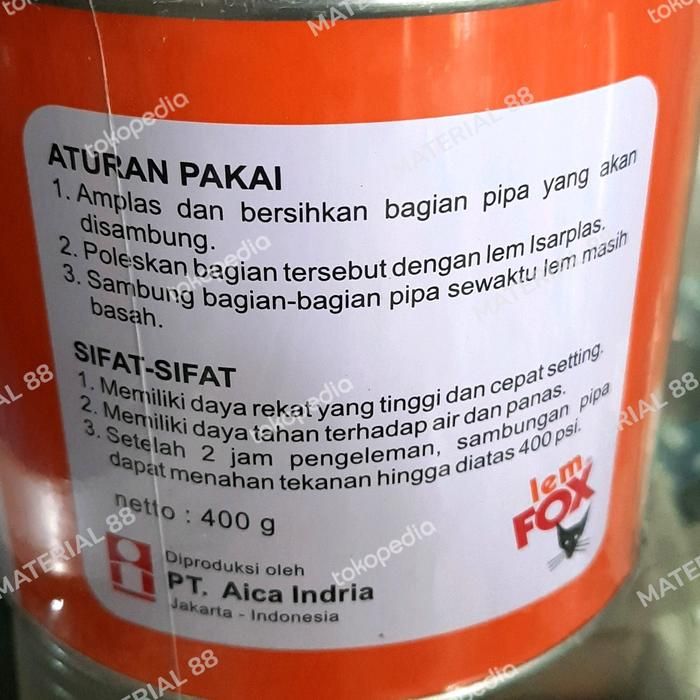 ATURAN PAKAI
1. Amplas dan bersihkan bagian pipa yang akan
disambung.
2. Poleskan bagian tersebut dengan lem Isarplas.
3. Sambung bagian-bagian pipa sewaktu lem masih
basah.
SIFAT-SIFAT
1. Memiliki daya rekat yang tinggi dan cepat setting.
2. Memiliki daya tahan terhadap air dan panas.
3. Setelah 2 jam pengeleman, sambungan pipa
dapat menahan tekanan hingga diatas 400 psi.
netto : 400 g
lem
FOX
Diproduksi oleh
PT. Aica Indria
Jakarta - Indonesia
tokopedia
MATERIAL 88